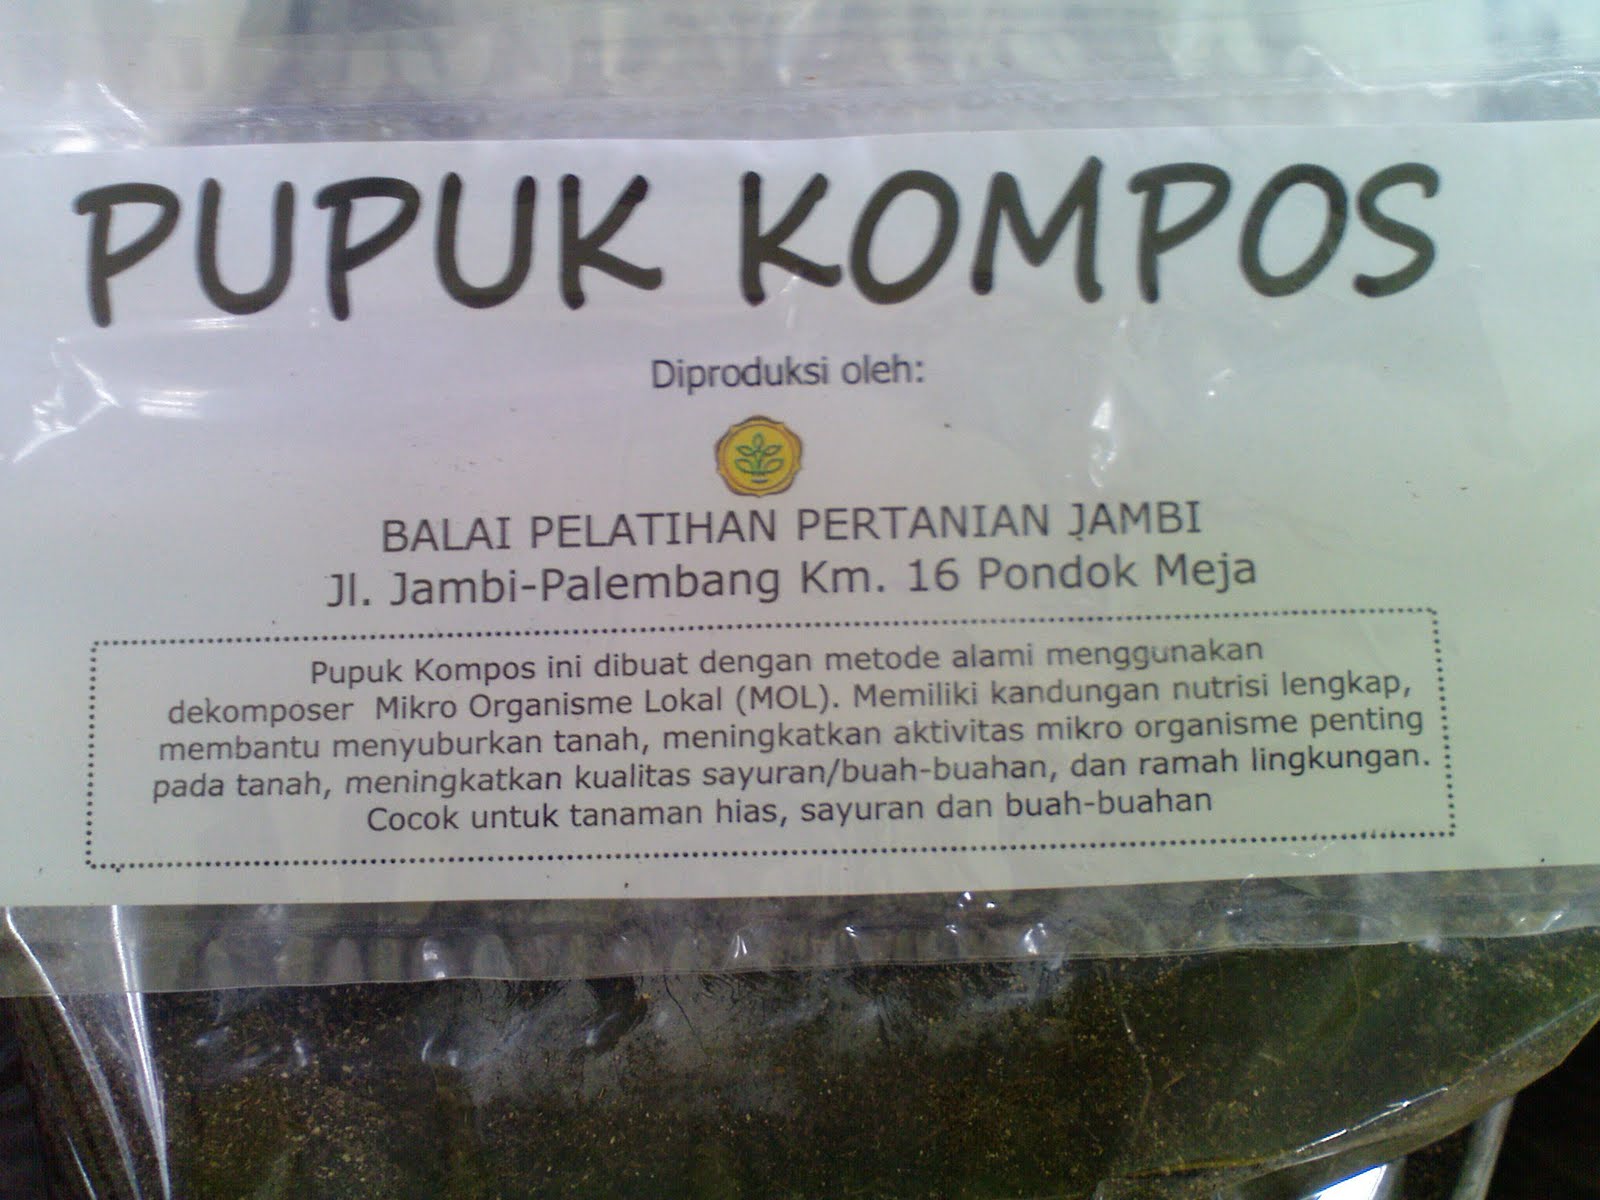 PUPUK KOMPOS
Diproduksi oleh:
BALAI PELATIHAN PERTANIAN JAMBI
Jl. Jambi-Palembang Km. 16 Pondok Meja
Pupuk Kompos ini dibuat dengan metode alami menggunakan
dekomposer Mikro Organisme Lokal (MOL). Memiliki kandungan nutrisi lengkap,
membantu menyuburkan tanah, meningkatkan aktivitas mikro organisme penting
pada tanah, meningkatkan kualitas sayuran/buah-buahan, dan ramah lingkungan.
Cocok untuk tanaman hias, sayuran dan buah-buahan